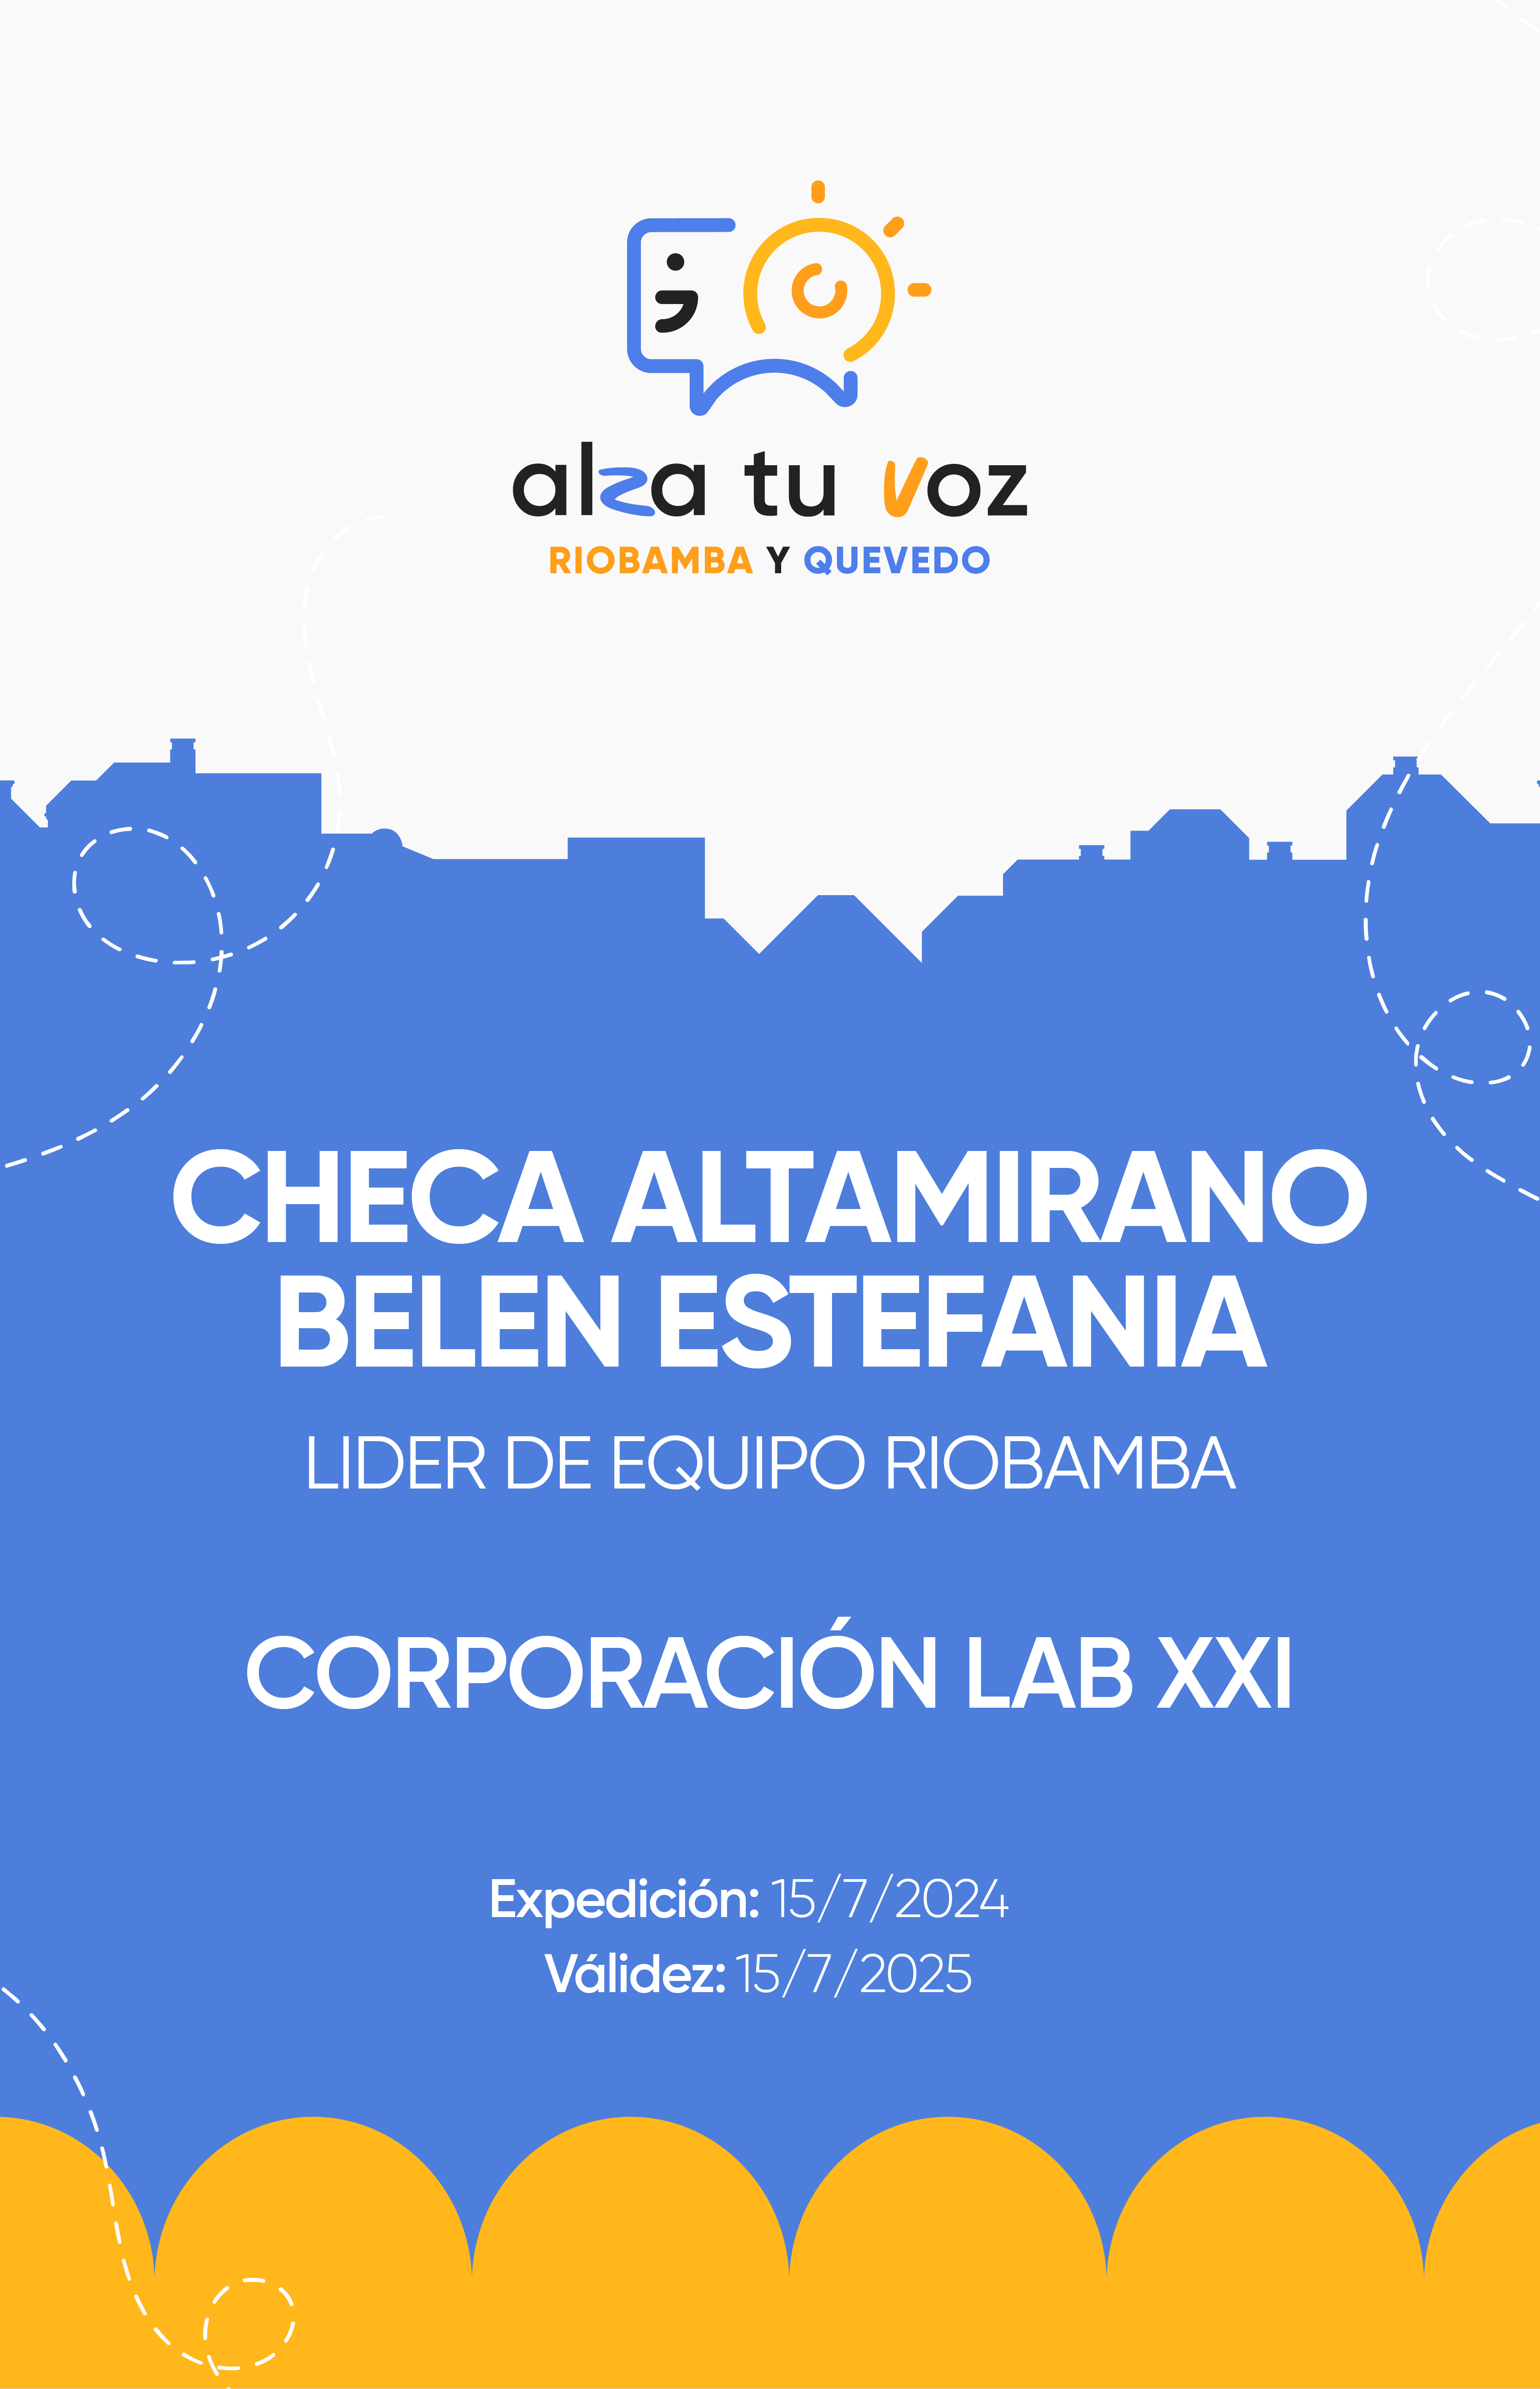 alza tu voz
RIOBAMBA Y QUEVEDO
CHECA ALTAMIRANO
BELEN ESTEFANIA
LIDER DE EQUIPO RIOBAMBA
CORPORACIÓN LAB XXI
Expedición: 15/7/2024
Válidez: 15/7/2025